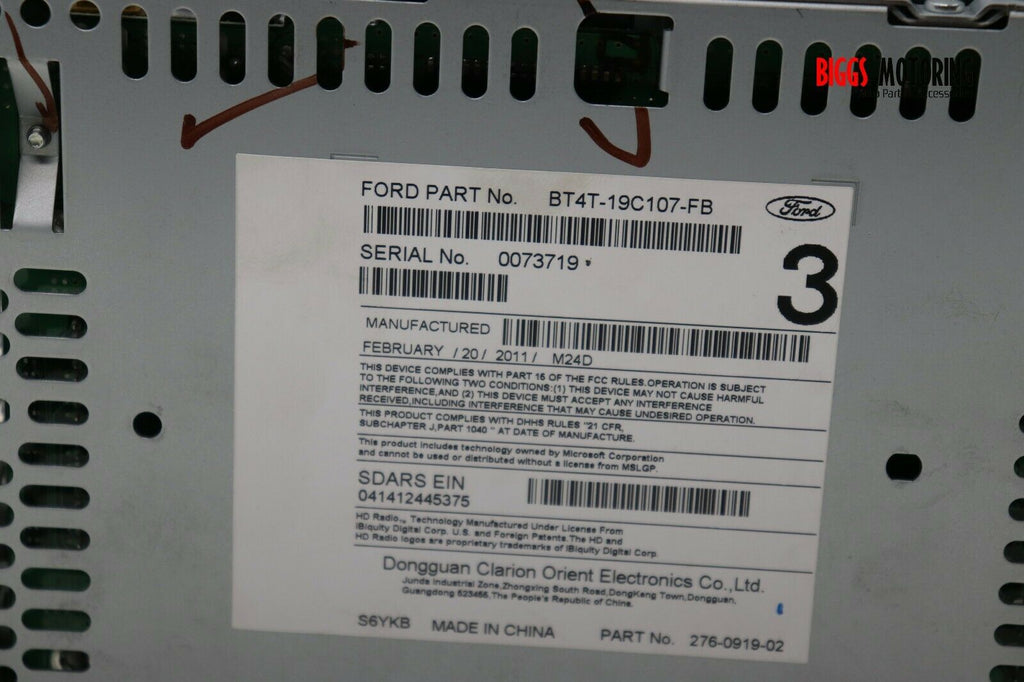 BIGGS MOTORING
FORD PART No. BT4T-19C107-FB
Ford
SERIAL No. 0073719
3
MANUFACTURED
FEBRUARY /20/ 2011/ M24D
THIS DEVICE COMPLIES WITH PART 15 OF THE FCC RULES.OPERATION IS SUBJECT
TO THE FOLLOWING TWO CONDITIONS:(1) THIS DEVICE MAY NOT CAUSE HARMFUL
INTERFERENCE,AND (2) THIS DEVICE MUST ACCEPT ANY INTERFERENCE
RECEIVED,INCLUDING INTERFERENCE THAT MAY CAUSE UNDESIRED OPERATION.
THIS PRODUCT COMPLIES WITH DHHS RULES "21 CFR,
SUBCHAPTER J,PART 1040 " AT DATE OF MANUFACTURE.
This product includes technology owned by Microsoft Corporation
and cannot be used or distributed without a license from MSLGP.
SDARS EIN
041412445375
HD Radio™ Technology Manufactured Under License From
iBiquity Digital Corp. U.S. and Foreign Patents.The HD and
HD Radio logos are proprietary trademarks of iBiquity Digital Corp.
Dongguan Clarion Orient Electronics Co.,Ltd.
Junda Industrial Zone,Zhongxing South Road,DongKeng Town,Dongguan,
Guangdong 523455.The People's Republic of China.
S6YKB MADE IN CHINA PART No. 276-0919-02